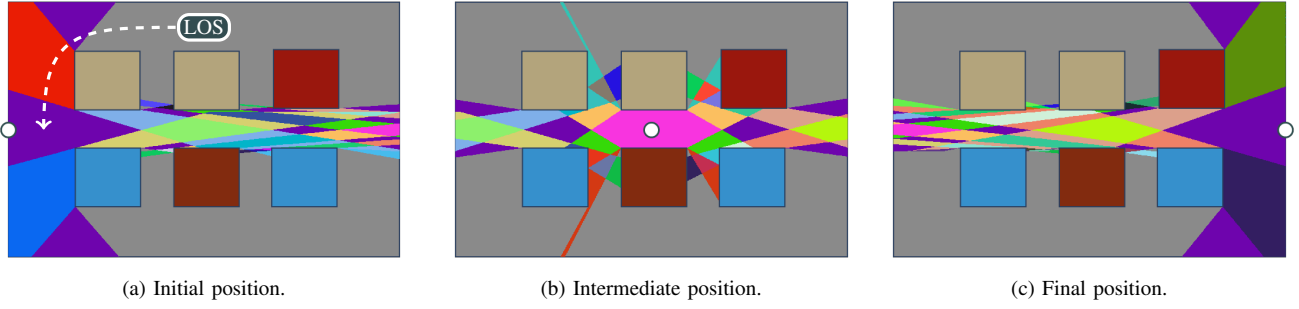 LOS
(a) Initial position.
(b) Intermediate position.
(c) Final position.